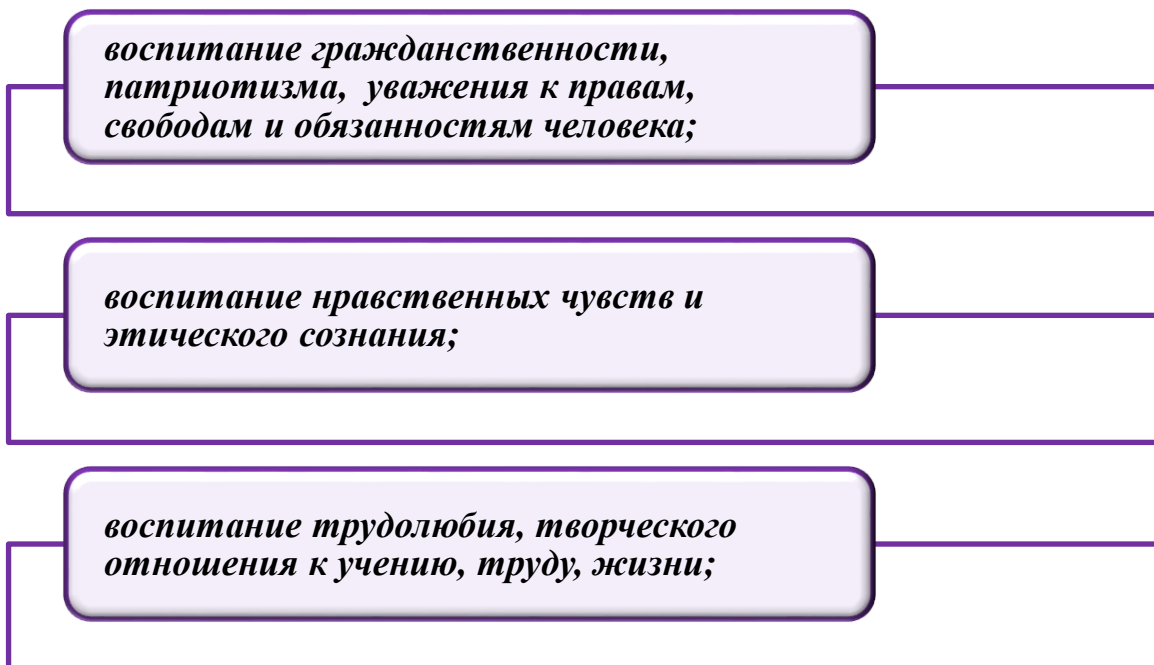 воспитание гражданственности,
патриотизма,  уважения к правам,
свободам и обязанностям человека;
воспитание нравственных чувств и
этического сознания;
воспитание трудолюбия, творческого
отношения к учению, труду, жизни;